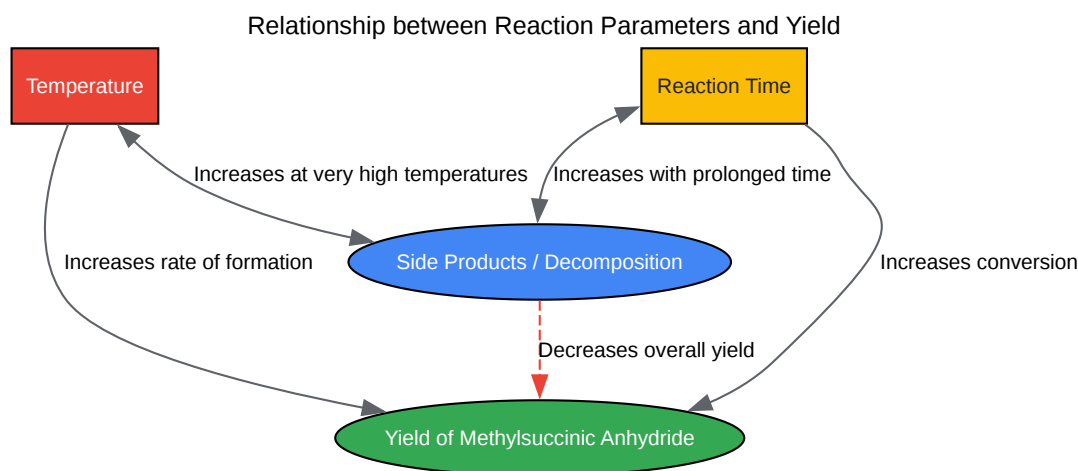 Relationship between Reaction Parameters and Yield
Temperature
Reaction Time
Increases at very high temperatures
Increases with prolonged time
Side Products / Decomposition
Increases rate of formation
Increases conversion
Decreases overall yield
Yield of Methylsuccinic Anhydride